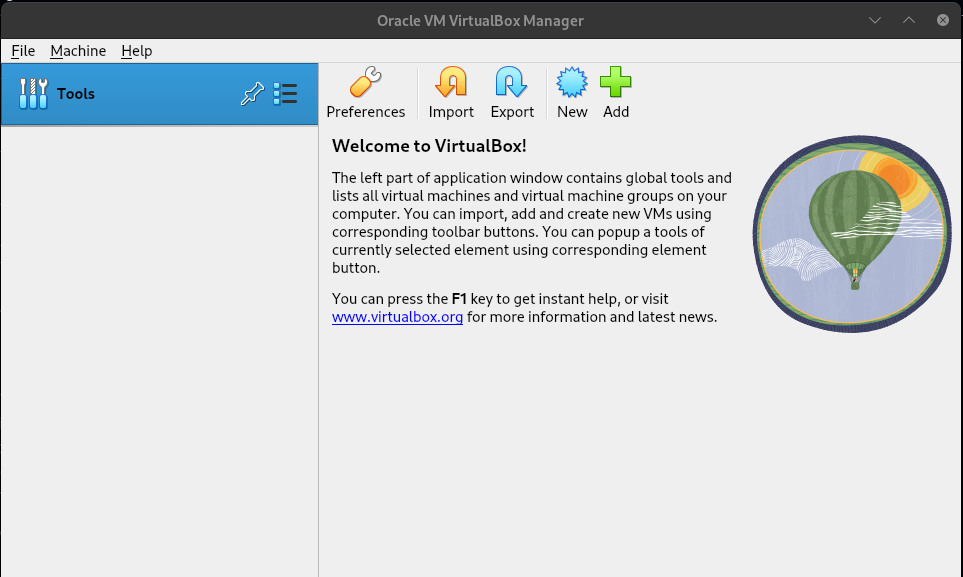 Oracle VM VirtualBox Manager
File Machine Help
Tools
Preferences Import Export New Add
Welcome to VirtualBox!
The left part of application window contains global tools and
lists all virtual machines and virtual machine groups on your
computer. You can import, add and create new VMs using
corresponding toolbar buttons. You can popup a tools of
currently selected element using corresponding element
button.
You can press the F1 key to get instant help, or visit
www.virtualbox.org for more information and latest news.